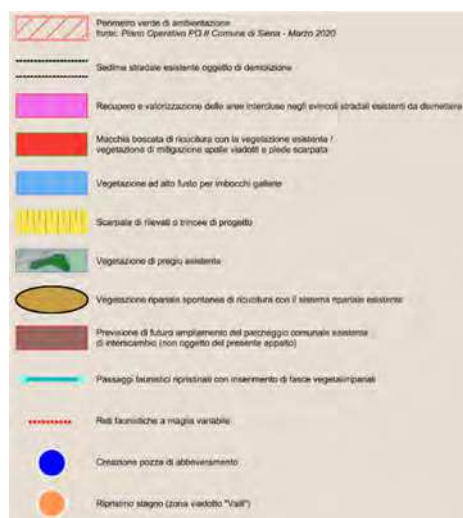 Perimetro verde di ambientazione
fonte: Piano Operativo PO.II Comune di Siena - Marzo 2020
Sedime stradale esistente oggetto di demolizione
Recupero e valorizzazione delle aree intercluse negli svincoli stradali esistenti da dismettere
Macchia boscata di ricucitura con la vegetazione esistente /
vegetazione di mitigazione spalle viadotti e piede scarpata
Vegetazione ad alto fusto per imbocchi gallerie
Scarpate di rilevati o trincee di progetto
Vegetazione di pregio esistente
Vegetazione ripariale spontanea di ricucitura con il sistema ripariale esistente
Previsione di futuro ampliamento del parcheggio comunale esistente
di interscambio (non oggetto del presente appalto)
Passaggi faunistici ripristinati con inserimento di fasce vegetali ripariali
Reti faunistiche a maglia variabile
Creazione pozze di abbeveramento
Ripristino stagno (zona viadotto "Valli")